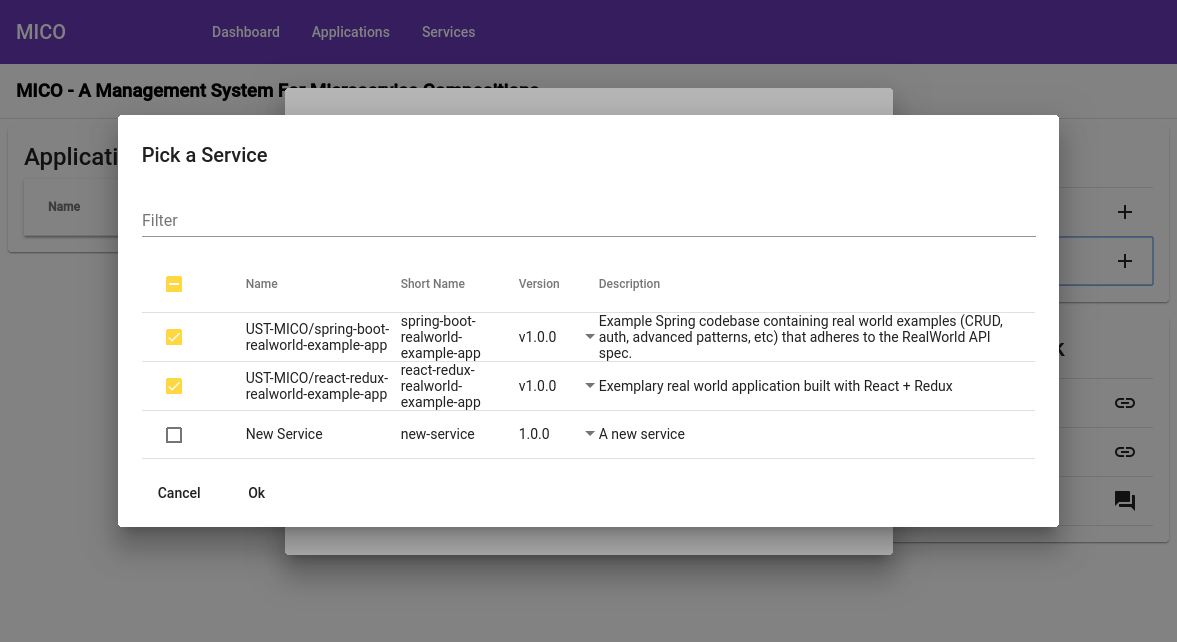 MICO
Dashboard
Applications
Services
MICO - A Management System For Microservice Compositions
Applicati
Name
Pick a Service
Filter
Name Short Name Version Description
UST-MICO/spring-boot-
realworld-example-app
spring-boot-
realworld-
example-app
v1.0.0
Example Spring codebase containing real world examples (CRUD,
auth, advanced patterns, etc) that adheres to the RealWorld API
spec.
UST-MICO/react-redux-
realworld-example-app
react-redux-
realworld-
example-app
v1.0.0
Exemplary real world application built with React + Redux
New Service
new-service
1.0.0
A new service
Cancel
Ok
k